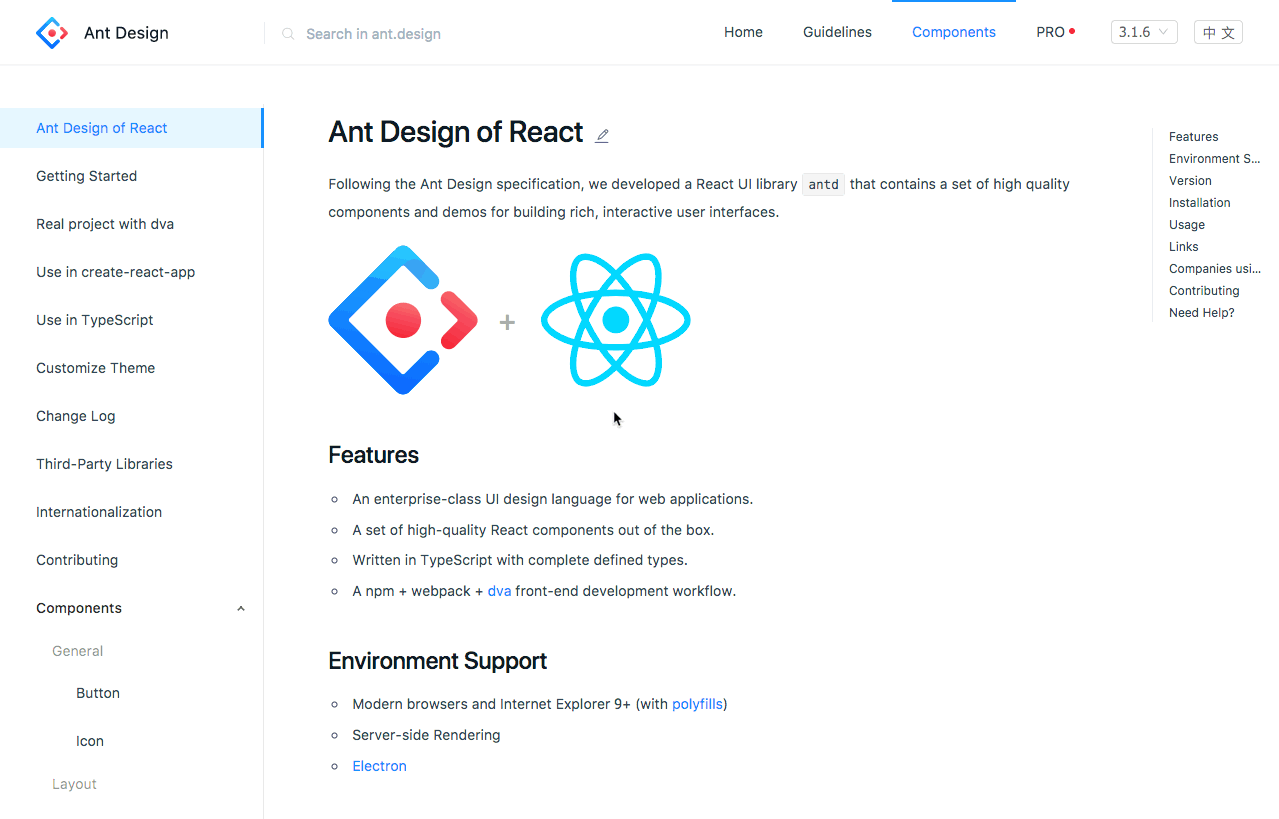 Ant Design
Search in ant.design
Home
Guidelines
Components
PRO
3.1.6
中 文
Ant Design of React
Getting Started
Real project with dva
Use in create-react-app
Use in TypeScript
Customize Theme
Change Log
Third-Party Libraries
Internationalization
Contributing
Components
General
Button
Icon
Layout
Ant Design of React
Following the Ant Design specification, we developed a React UI library antd that contains a set of high quality
components and demos for building rich, interactive user interfaces.
+
Features
An enterprise-class UI design language for web applications.
A set of high-quality React components out of the box.
Written in TypeScript with complete defined types.
A npm + webpack + dva front-end development workflow.
Environment Support
Modern browsers and Internet Explorer 9+ (with polyfills)
Server-side Rendering
Electron
Features
Environment S...
Version
Installation
Usage
Links
Companies usi...
Contributing
Need Help?